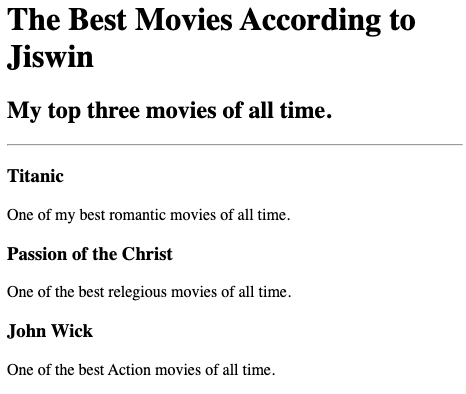 The Best Movies According to
Jiswin
My top three movies of all time.
Titanic
One of my best romantic movies of all time.
Passion of the Christ
One of the best relegious movies of all time.
John Wick
One of the best Action movies of all time.